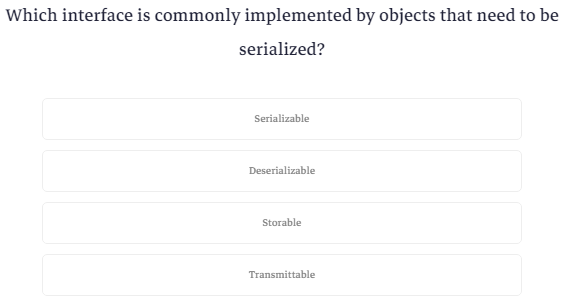 Which interface is commonly implemented by objects that need to be
serialized?
Serializable
Deserializable
Storable
Transmittable